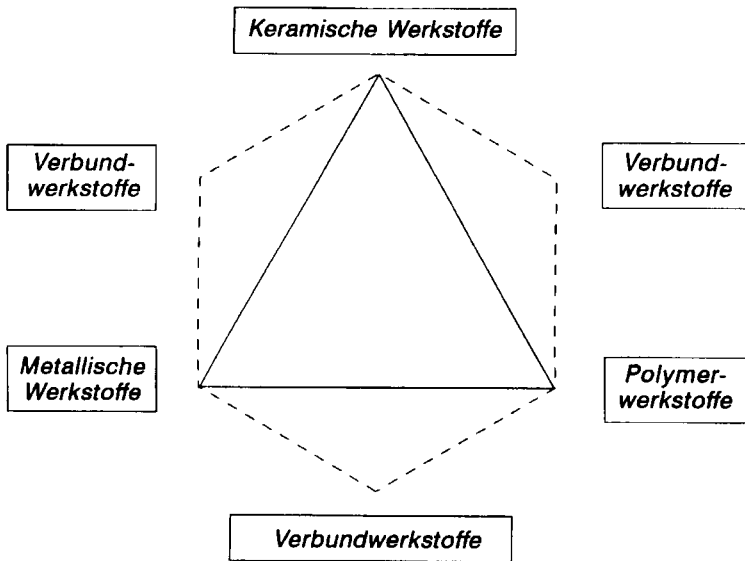 Keramische Werkstoffe
Verbund-
werkstoffe
Verbund-
werkstoffe
Metallische
Werkstoffe
Polymer-
werkstoffe
Verbundwerkstoffe